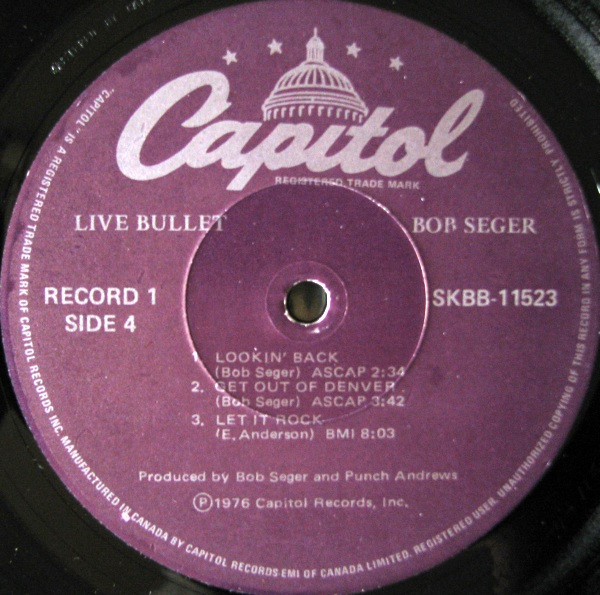 Capitol
REGISTERED TRADE MARK
LIVE BULLET
BOB SEGER
RECORD 1
SIDE 4
SKBB-11523
1. LOOKIN' BACK
(Bob Seger) ASCAP 2:34
2. GET OUT OF DENVER
(Bob Seger) ASCAP 3:42
3. LET IT ROCK
(E. Anderson) BMI 8:03
Produced by Bob Seger and Punch Andrews
Ⓟ1976 Capitol Records, Inc.
"CAPITOL" IS A REGISTERED TRADE MARK OF CAPITOL RECORDS INC. MANUFACTURED IN CANADA BY CAPITOL RECORDS-EMI OF CANADA LIMITED. REGISTERED USER. UNAUTHORIZED COPYING OF THIS RECORD IN ANY FORM IS STRICTLY PROHIBITED